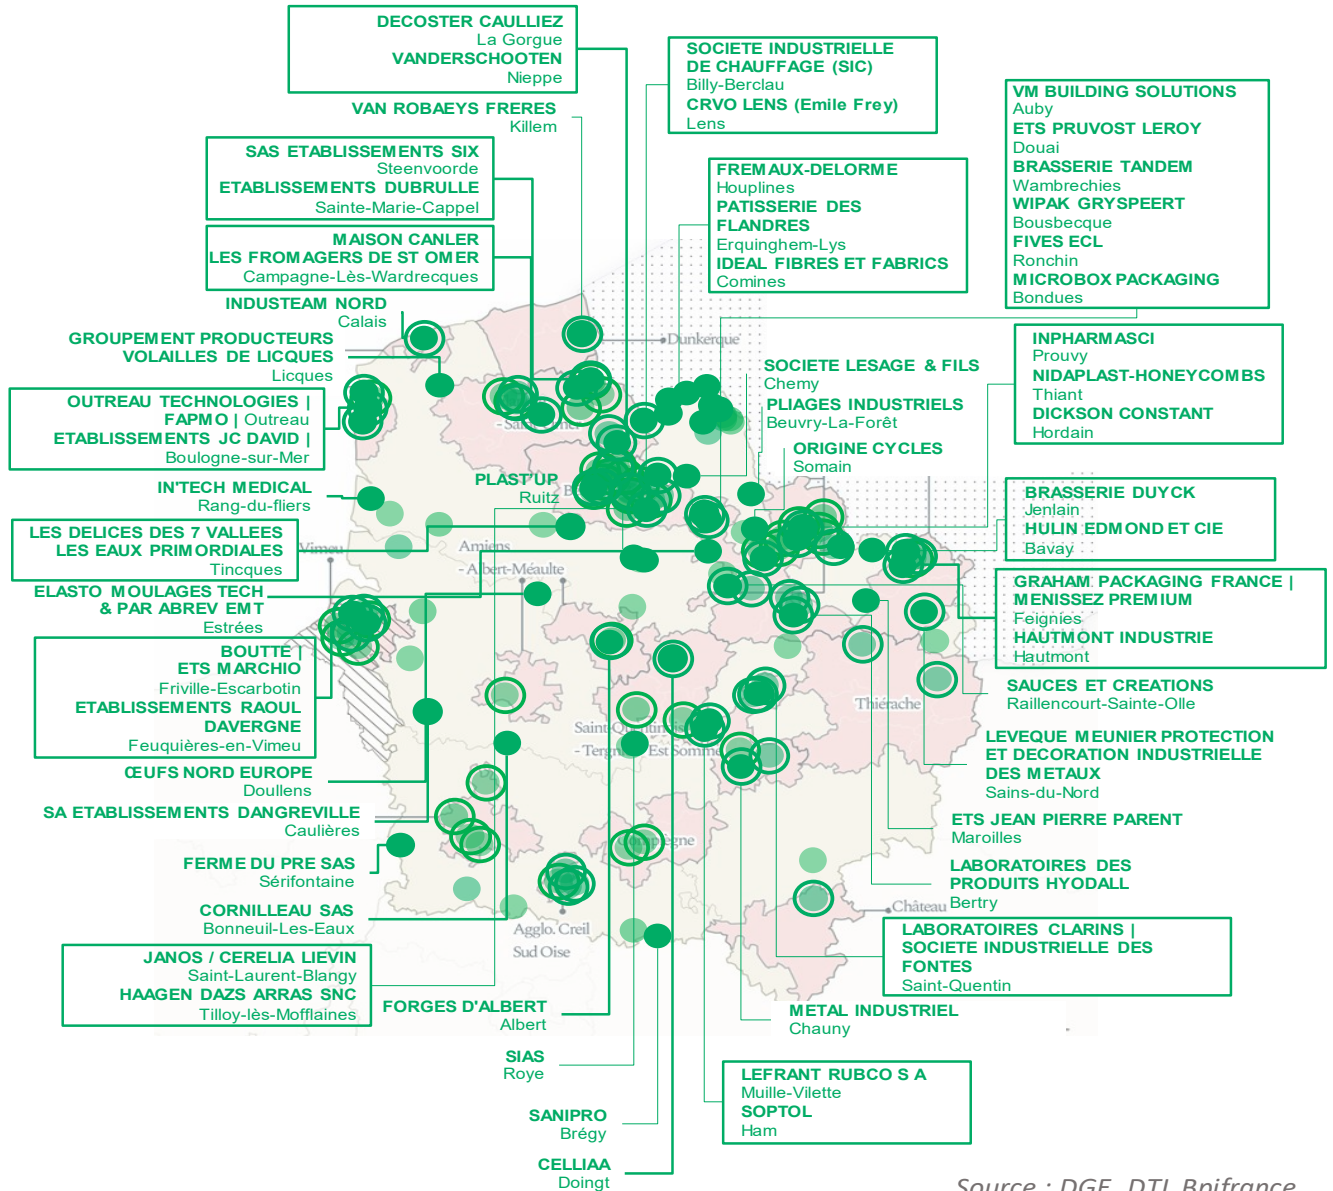 DECOSTER CAULLIEZ
La Gorgue
VANDERSCHOOTEN
Nieppe
SOCIETE INDUSTRIELLE
DE CHAUFFAGE (SIC)
Billy-Berclau
CRVO LENS (Emile Frey)
Lens
VM BUILDING SOLUTIONS
Auby
ETS PRUVOST LEROY
Douai
BRASSERIE TANDEM
Wambrechies
WIPAK GRYSPEERT
Bousbecque
FIVES ECL
Ronchin
MICROBOX PACKAGING
Bondues
VAN ROBAEYS FRERES
Killem
SAS ETABLISSEMENTS SIX
Steenvoorde
ETABLISSEMENTS DUBRULLE
Sainte-Marie-Cappel
FREMAUX-DELORME
Houplines
PATISSERIE DES
FLANDRES
Erquinghem-Lys
IDEAL FIBRES ET FABRICS
Comines
MAISON CANLER
LES FROMAGERS DE ST OMER
Campagne-Lès-Wardrecques
INDUSTEAM NORD
Calais
GROUPEMENT PRODUCTEURS
VOLAILLES DE LICQUES
Licques
Dunkerque
INPHARMASCI
Prouvy
NIDAPLAST-HONEYCOMBS
Thiant
DICKSON CONSTANT
Hordain
SOCIETE LESAGE & FILS
Chemy
PLIAGES INDUSTRIELS
Beuvry-La-Forêt
ORIGINE CYCLES
Somain
OUTREAU TECHNOLOGIES |
FAPMO | Outreau
ETABLISSEMENTS JC DAVID |
Boulogne-sur-Mer
PLAST'UP
Ruitz
IN'TECH MEDICAL
Rang-du-fliers
BRASSERIE DUYCK
Jenlain
HULIN EDMOND ET CIE
Bavay
LES DELICES DES 7 VALLEES
LES EAUX PRIMORDIALES
Tincques
Vimeu
Amiens
- Albert-Méaulte
ELASTO MOULAGES TECH
& PAR ABREV EMT
Estrées
GRAHAM PACKAGING FRANCE |
MENISSEZ PREMIUM
Feignies
HAUTMONT INDUSTRIE
Hautmont
BOUTTE |
ETS MARCHIO
Friville-Escarbotin
ETABLISSEMENTS RAOUL
DAVERGNE
Feuquières-en-Vimeu
SAUCES ET CREATIONS
Raillencourt-Sainte-Olle
Thiérache
LEVEQUE MEUNIER PROTECTION
ET DECORATION INDUSTRIELLE
DES METAUX
Sains-du-Nord
ŒUFS NORD EUROPE
Doullens
SA ETABLISSEMENTS DANGREVILLE
Caulières
ETS JEAN PIERRE PARENT
Maroilles
FERME DU PRE SAS
Sérifontaine
LABORATOIRES DES
PRODUITS HYODALL
Bertry
Château
CORNILLEAU SAS
Bonneuil-Les-Eaux
Agglo. Creil
Sud Oise
LABORATOIRES CLARINS |
SOCIETE INDUSTRIELLE DES
FONTES
Saint-Quentin
JANOS / CERELIA LIEVIN
Saint-Laurent-Blangy
HAAGEN DAZS ARRAS SNC
Tilloy-lès-Mofflaines
FORGES D'ALBERT
Albert
METAL INDUSTRIEL
Chauny
SIAS
Roye
LEFRANT RUBCO S A
Muille-Vilette
SOPTOL
Ham
SANIPRO
Brégy
CELLIAA
Doingt
Source : DGE, DTI, Bpifrance